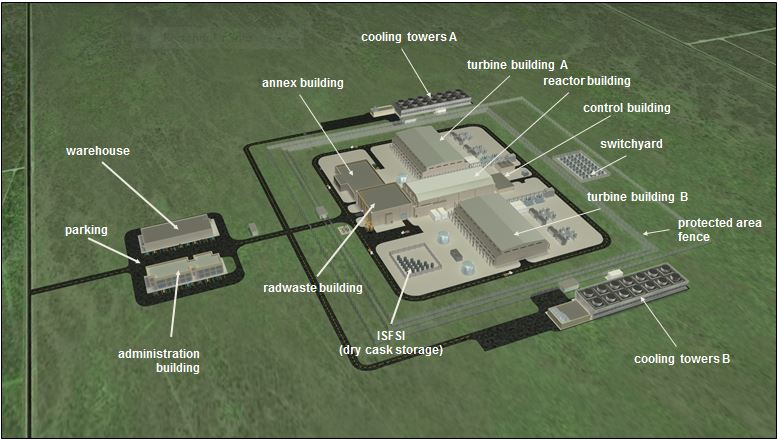 cooling towers A
turbine building A
reactor building
annex building
control building
switchyard
warehouse
turbine building B
parking
protected area
fence
radwaste building
ISFSI
(dry cask storage)
administration
building
cooling towers B